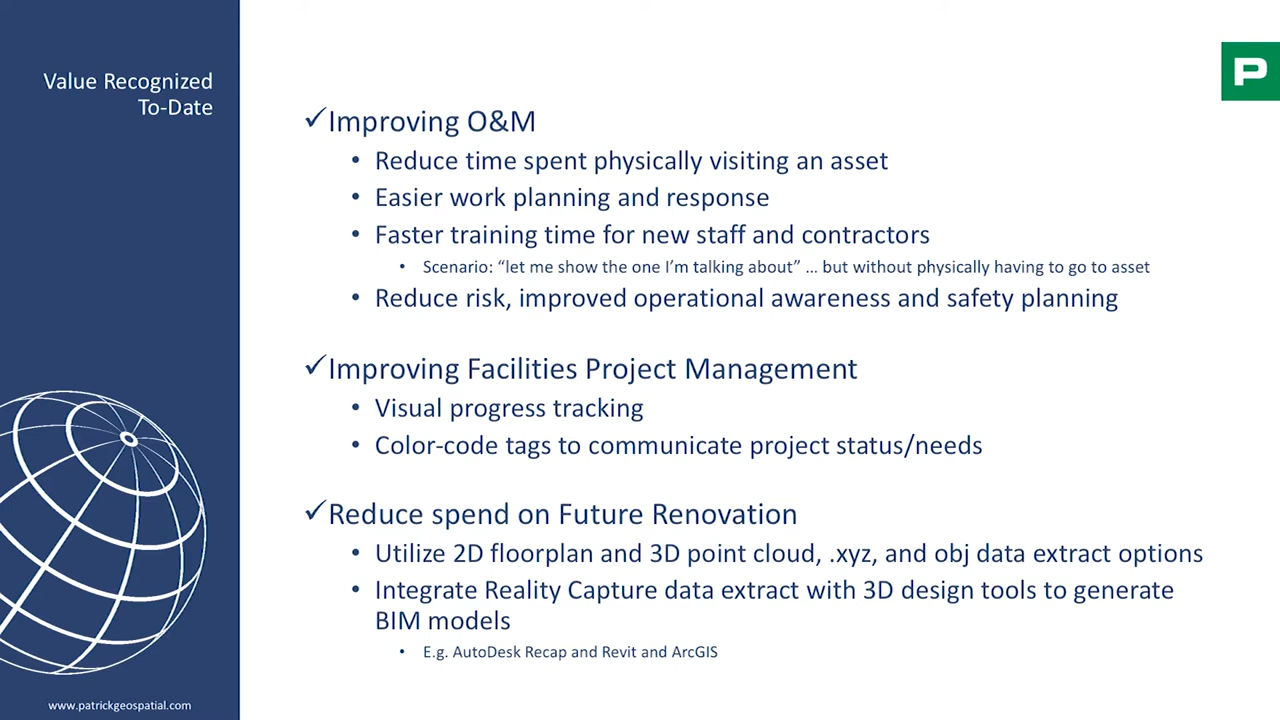 Value Recognized
To-Date
P
✓Improving O&M
• Reduce time spent physically visiting an asset
• Easier work planning and response
• Faster training time for new staff and contractors
• Scenario: “let me show the one I’m talking about” … but without physically having to go to asset
• Reduce risk, improved operational awareness and safety planning
✓Improving Facilities Project Management
• Visual progress tracking
• Color-code tags to communicate project status/needs
✓Reduce spend on Future Renovation
• Utilize 2D floorplan and 3D point cloud, .xyz, and obj data extract options
• Integrate Reality Capture data extract with 3D design tools to generate
BIM models
• E.g. AutoDesk Recap and Revit and ArcGIS
www.patrickgeospatial.com